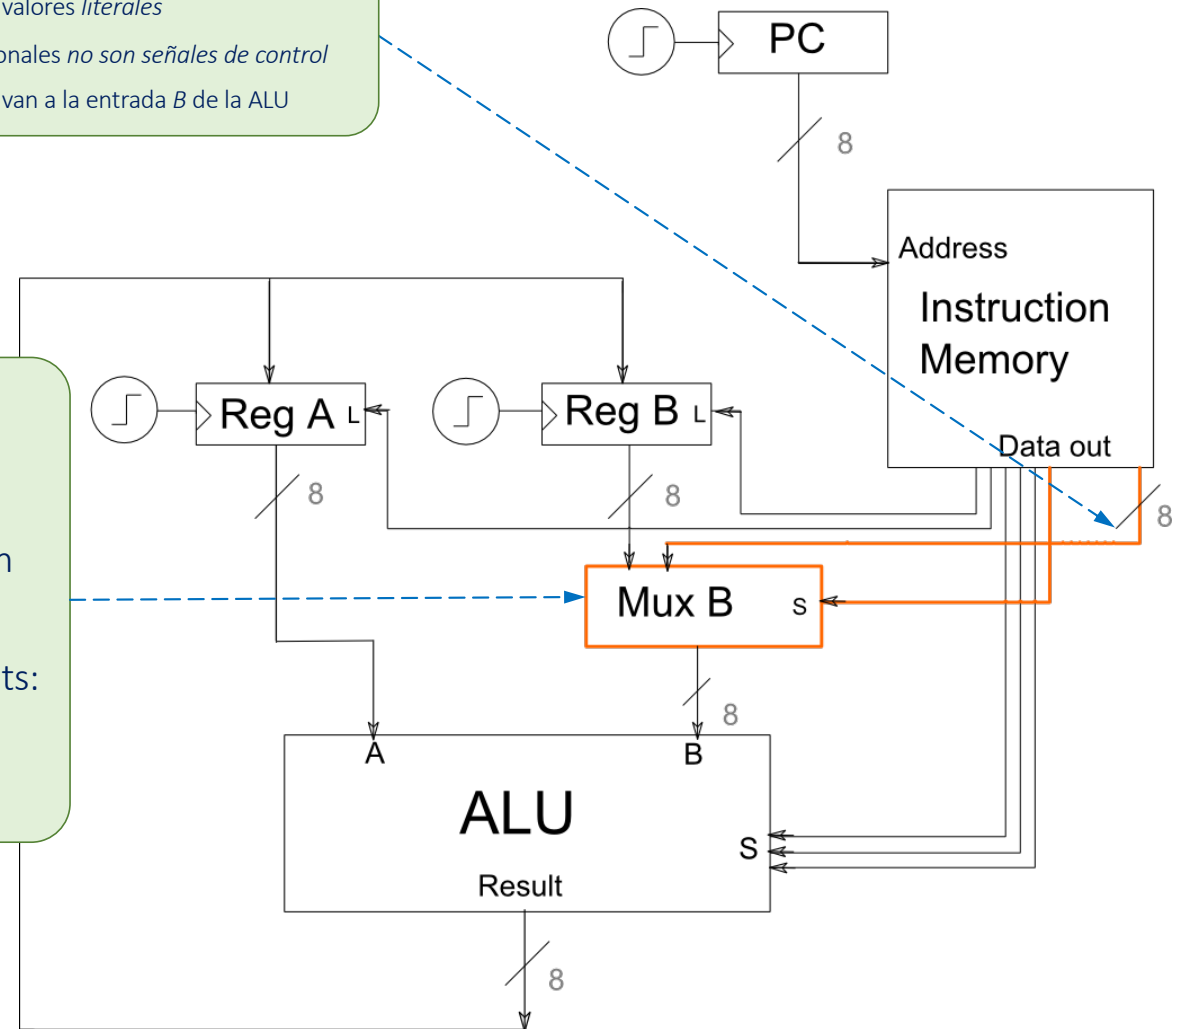 valores literales
onales no son señales de control
van a la entrada B de la ALU
PC
8
Address
Instruction
Memory
Data out
8
Reg A L
Reg B L
8
8
n
ts:
Mux B S
8
A
B
ALU
S
Result
8